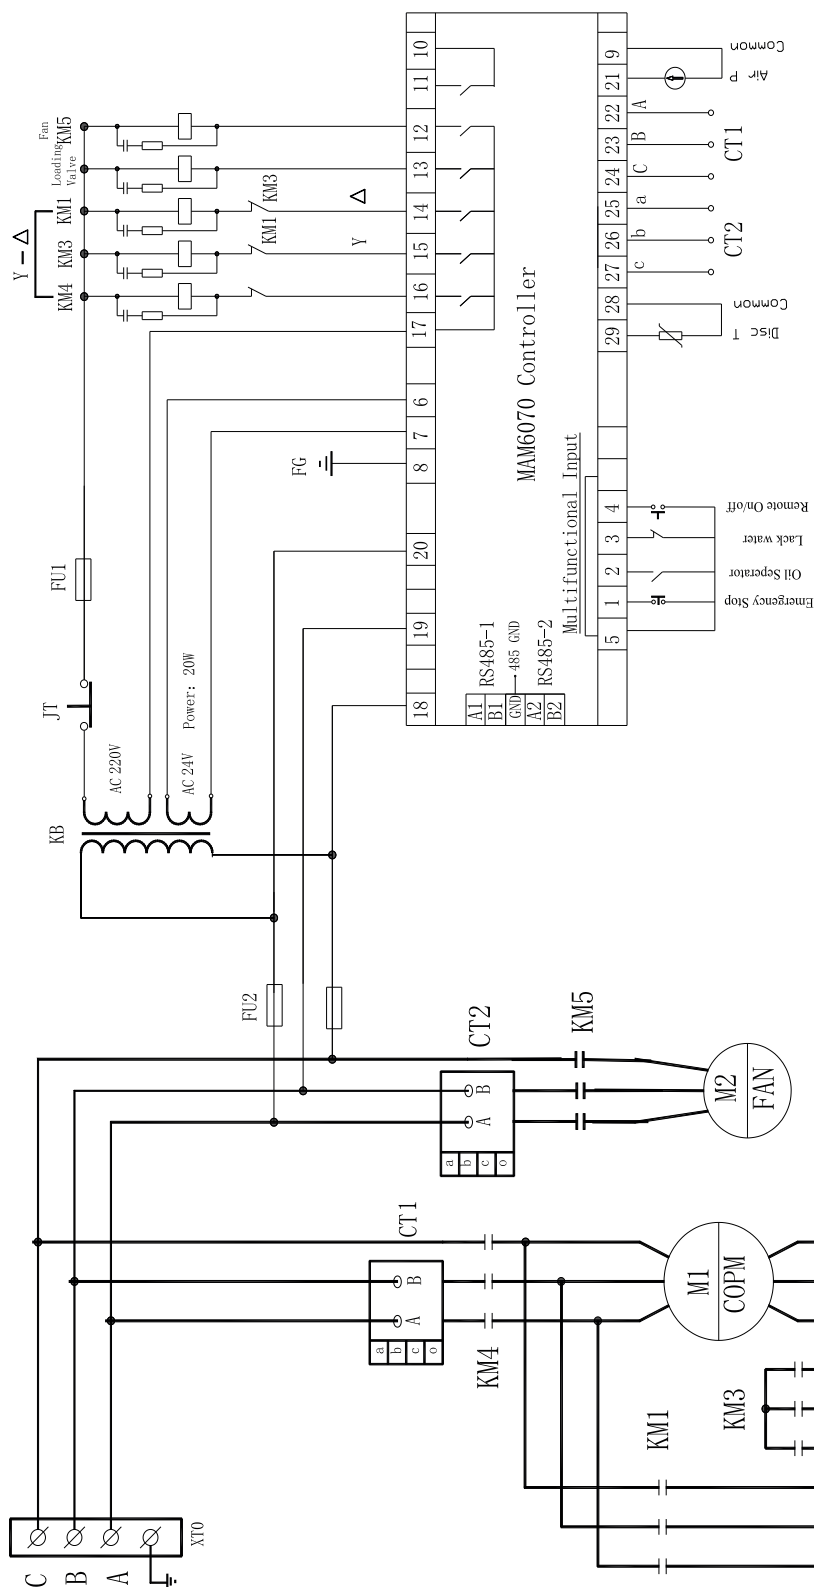 Y - Δ
KM4
KM3
KM1
Loading
Valve
Fan
KM5
KM1
KM3
Y
Δ
10
11
12
13
14
15
16
17
6
7
8
20
19
18
FG
FU1
JT
KB
AC 220V
AC 24V
Power: 20W
MAM6070 Controller
Multifunctional Input
A1
B1
GND
A2
B2
RS485-1
485 GND
RS485-2
9
21
22
23
24
25
26
27
28
29
4
3
2
1
5
Common
Air P
A
B
C
CT1
a
b
c
CT2
Common
Disc T
Remote On/off
Lack water
Oil Seperator
Emergency Stop
FU2
CT2
A
B
a
b
c
o
KM5
M2
FAN
CT1
A
B
a
b
c
o
KM4
M1
COPM
KM1
KM3
C
B
A
XT0